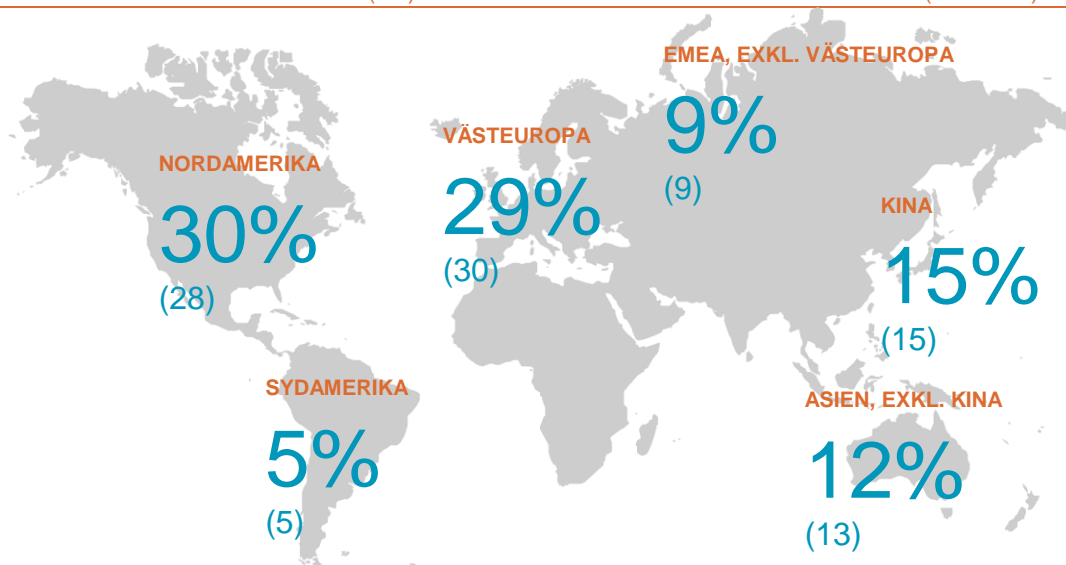 EMEA, EXKL. VÄSTEUROPA
9%
(9)
VÄSTEUROPA
29%
(30)
NORDAMERIKA
30%
(28)
KINA
15%
(15)
SYDAMERIKA
5%
(5)
ASIEN, EXKL. KINA
12%
(13)